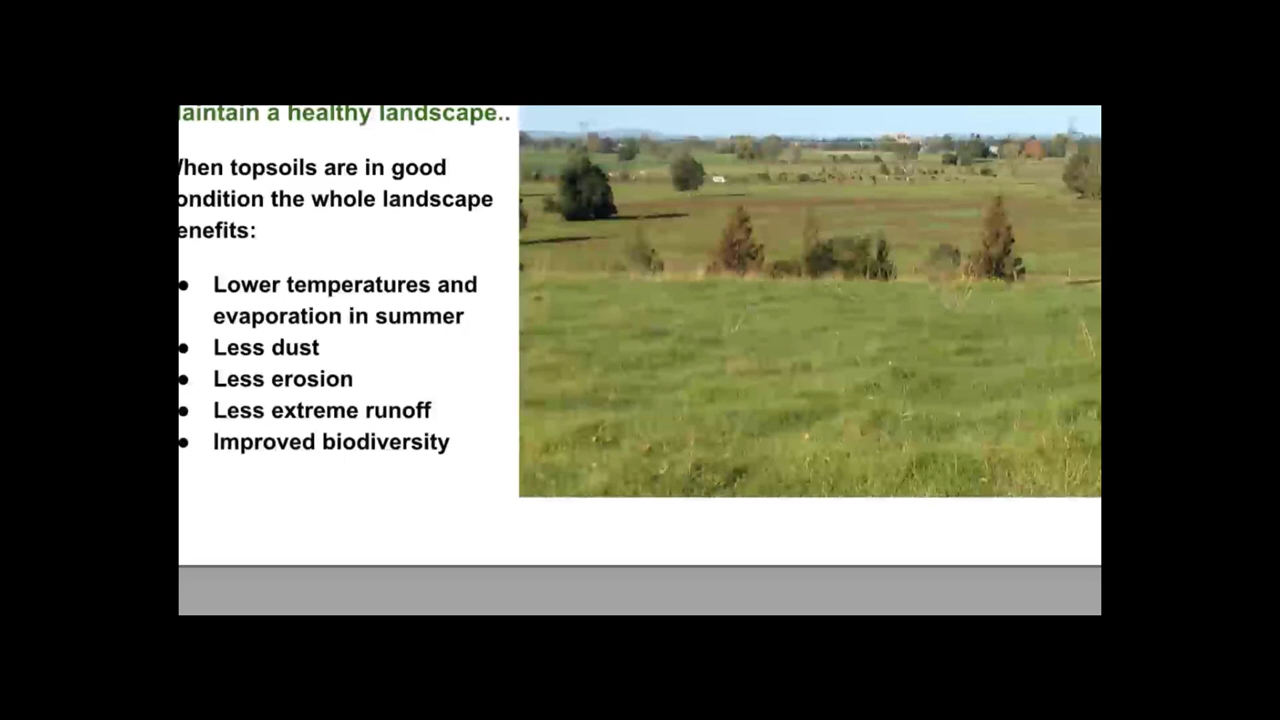 aintain a healthy landscape..
hen topsoils are in good
ondition the whole landscape
enefits:
● Lower temperatures and
evaporation in summer
● Less dust
● Less erosion
● Less extreme runoff
● Improved biodiversity